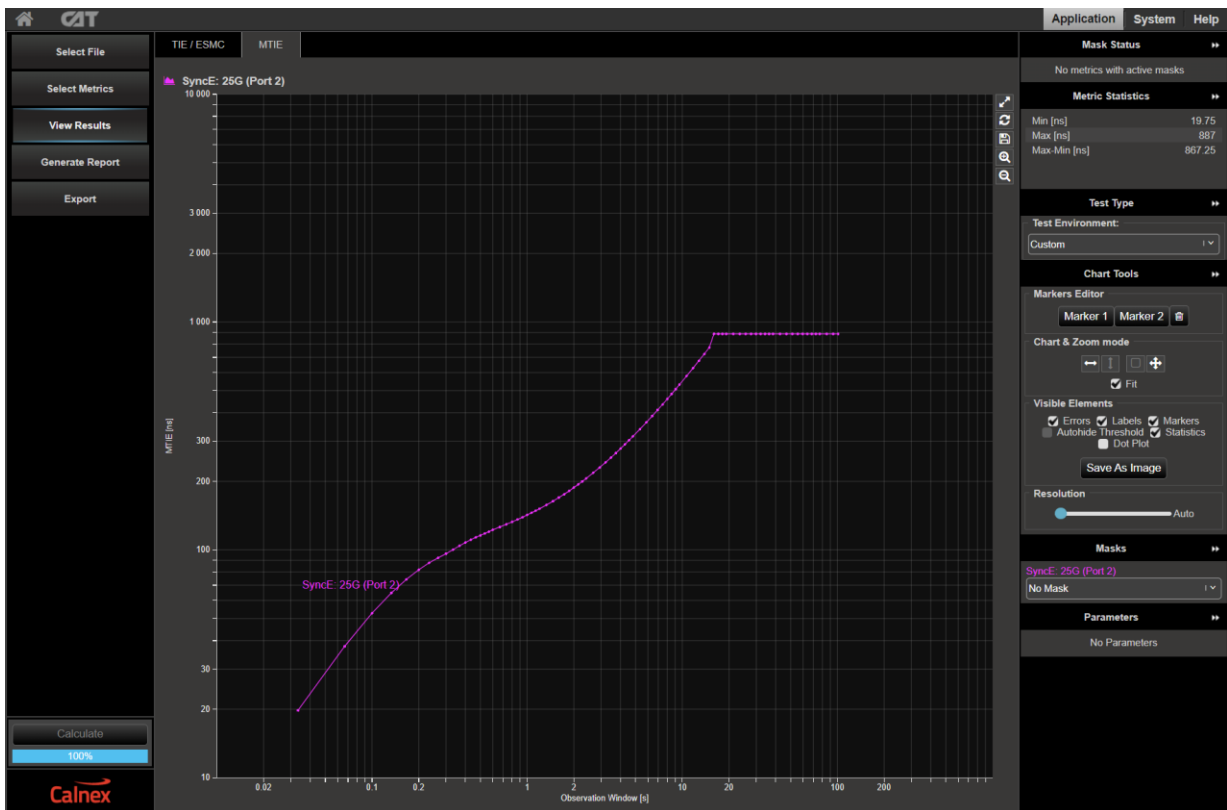 CAT
Application System Help
Select File
Select Metrics
View Results
Generate Report
Export
Calculate
100%
Calnex
TIE / ESMC MTIE
SyncE: 25G (Port 2)
10 000
3 000
2 000
1 000
300
200
100
30
20
10
MTIE [ns]
SyncE: 25G (Port 2)
0.02 0.1 0.2 1 2 10 20 100 200
Observation Window [s]
Mask Status
No metrics with active masks
Metric Statistics
Min [ns] 19.75
Max [ns] 887
Max-Min [ns] 867.25
Test Type
Test Environment:
Custom
Chart Tools
Markers Editor
Marker 1 Marker 2
Chart & Zoom mode
Fit
Visible Elements
Errors Labels Markers
Autohide Threshold Statistics
Dot Plot
Save As Image
Resolution
Auto
Masks
SyncE: 25G (Port 2)
No Mask
Parameters
No Parameters